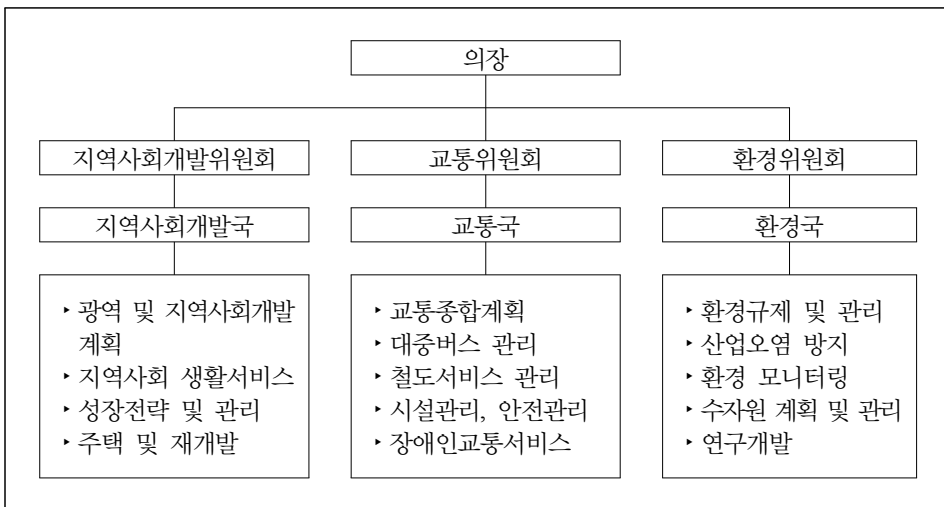 의장
지역사회개발위원회
교통위원회
환경위원회
지역사회개발국
교통국
환경국
‣ 광역 및 지역사회개발
계획
‣ 지역사회 생활서비스
‣ 성장전략 및 관리
‣ 주택 및 재개발
‣ 교통종합계획
‣ 대중버스 관리
‣ 철도서비스 관리
‣ 시설관리, 안전관리
‣ 장애인교통서비스
‣ 환경규제 및 관리
‣ 산업오염 방지
‣ 환경 모니터링
‣ 수자원 계획 및 관리
‣ 연구개발